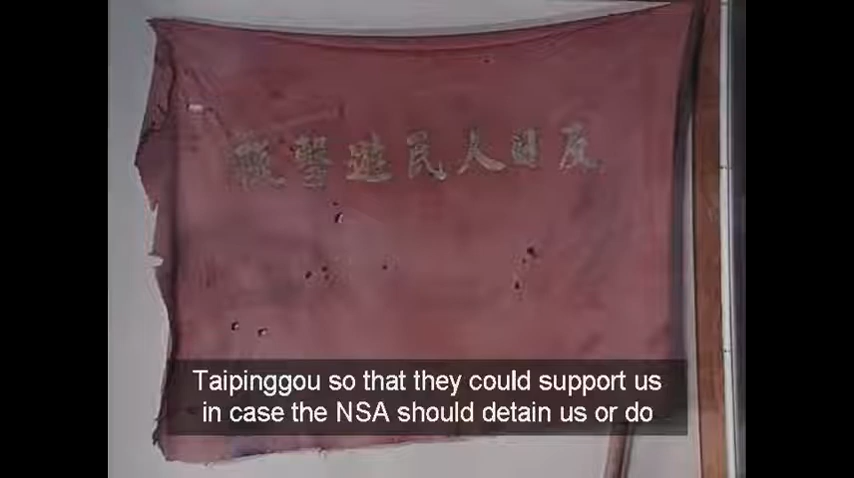 反日人民遊擊隊
Taipinggou so that they could support us
in case the NSA should detain us or do